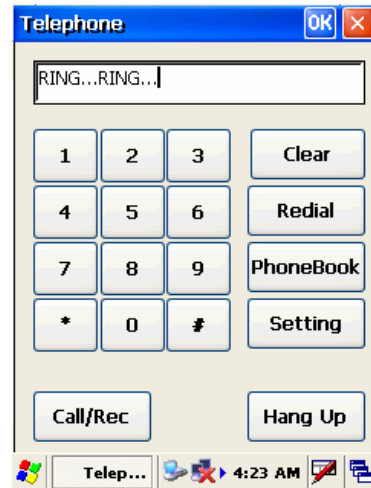 Telephone OK
RING...RING...
1 2 3 Clear
4 5 6 Redial
7 8 9 PhoneBook
* 0 # Setting
Call/Rec Hang Up
Telep... 4:23 AM